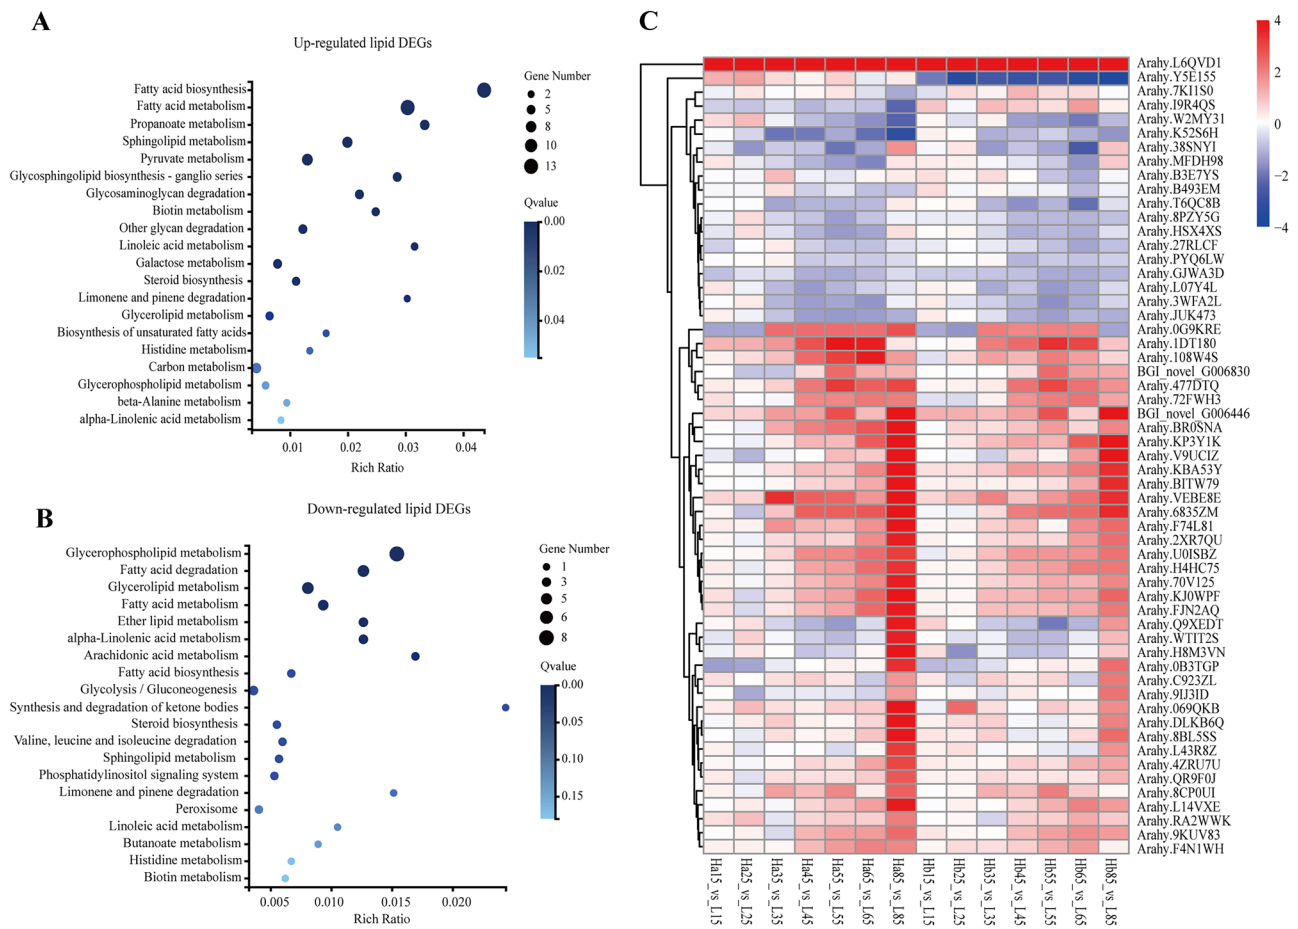 A
Up-regulated lipid DEGs
Fatty acid biosynthesis
Fatty acid metabolism
Propanoate metabolism
Sphingolipid metabolism
Pyruvate metabolism
Glycosphingolipid biosynthesis - ganglio series
Glycosaminoglycan degradation
Biotin metabolism
Other glycan degradation
Linoleic acid metabolism
Galactose metabolism
Steroid biosynthesis
Limonene and pinene degradation
Glycerolipid metabolism
Biosynthesis of unsaturated fatty acids
Histidine metabolism
Carbon metabolism
Glycerophospholipid metabolism
beta-Alanine metabolism
alpha-Linolenic acid metabolism
0.01 0.02 0.03 0.04
Rich Ratio
Gene Number
2
5
8
10
13
Qvalue
0.00
0.02
0.04
B
Down-regulated lipid DEGs
Glycerophospholipid metabolism
Fatty acid degradation
Glycerolipid metabolism
Fatty acid metabolism
Ether lipid metabolism
alpha-Linolenic acid metabolism
Arachidonic acid metabolism
Fatty acid biosynthesis
Glycolysis / Gluconeogenesis
Synthesis and degradation of ketone bodies
Steroid biosynthesis
Valine, leucine and isoleucine degradation
Sphingolipid metabolism
Phosphatidylinositol signaling system
Limonene and pinene degradation
Peroxisome
Linoleic acid metabolism
Butanoate metabolism
Histidine metabolism
Biotin metabolism
0.005 0.010 0.015 0.020
Rich Ratio
Gene Number
1
3
5
6
8
Qvalue
0.00
0.05
0.10
0.15
C
4
2
0
−2
−4
Arahy.L6QVD1
Arahy.Y5E155
Arahy.7KI1S0
Arahy.I9R4QS
Arahy.W2MY31
Arahy.K52S6H
Arahy.38SNYI
Arahy.MFDH98
Arahy.B3E7YS
Arahy.B493EM
Arahy.T6QC8B
Arahy.8PZY5G
Arahy.HSX4XS
Arahy.27RLCF
Arahy.PYQ6LW
Arahy.GJWA3D
Arahy.L07Y4L
Arahy.3WFA2L
Arahy.JUK473
Arahy.0G9KRE
Arahy.1DT180
Arahy.108W4S
BGI_novel_G006830
Arahy.477DTQ
Arahy.72FWH3
BGI_novel_G006446
Arahy.BR0SNA
Arahy.KP3Y1K
Arahy.V9UCIZ
Arahy.KBA53Y
Arahy.BITW79
Arahy.VEBE8E
Arahy.6835ZM
Arahy.F74L81
Arahy.2XR7QU
Arahy.U0ISBZ
Arahy.H4HC75
Arahy.70V125
Arahy.KJ0WPF
Arahy.FJN2AQ
Arahy.Q9XEDT
Arahy.WTIT2S
Arahy.H8M3VN
Arahy.0B3TGP
Arahy.C923ZL
Arahy.9IJ3ID
Arahy.069QKB
Arahy.DLKB6Q
Arahy.8BL5SS
Arahy.L43R8Z
Arahy.4ZRU7U
Arahy.QR9F0J
Arahy.8CP0UI
Arahy.L14VXE
Arahy.RA2WWK
Arahy.9KUV83
Arahy.F4N1WH
Ha15_vs_L15
Ha25_vs_L25
Ha35_vs_L35
Ha45_vs_L45
Ha55_vs_L55
Ha65_vs_L65
Ha85_vs_L85
Hb15_vs_L15
Hb25_vs_L25
Hb35_vs_L35
Hb45_vs_L45
Hb55_vs_L55
Hb65_vs_L65
Hb85_vs_L85